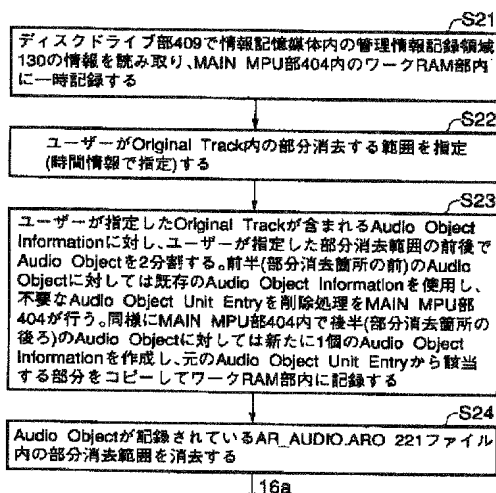 S21
ディスクドライブ部409で情報記憶媒体内の管理情報記録領域
130の情報を読み取り、MAIN MPU部404内のワークRAM部内
に一時記録する
S22
ユーザーがOriginal Track内の部分消去する範囲を指定
(時間情報で指定)する
S23
ユーザーが指定したOriginal Trackが含まれるAudio Object
Informationに対し、ユーザーが指定した部分消去範囲の前後で
Audio Objectを2分割する。前半(部分消去箇所の前)のAudio
Objectに対しては既存のAudio Object Informationを使用し、
不要なAudio Object Unit Entryを削除処理をMAIN MPU部
404が行う。同様にMAIN MPU部404内で後半(部分消去箇所の
後ろ)のAudio Objectに対しては新たに1個のAudio Object
Informationを作成し、元のAudio Object Unit Entryから該当
する部分をコピーしてワークRAM部内に記録する
S24
Audio Objectが記録されているAR_AUDIO.ARO 221ファイル
内の部分消去範囲を消去する
16a